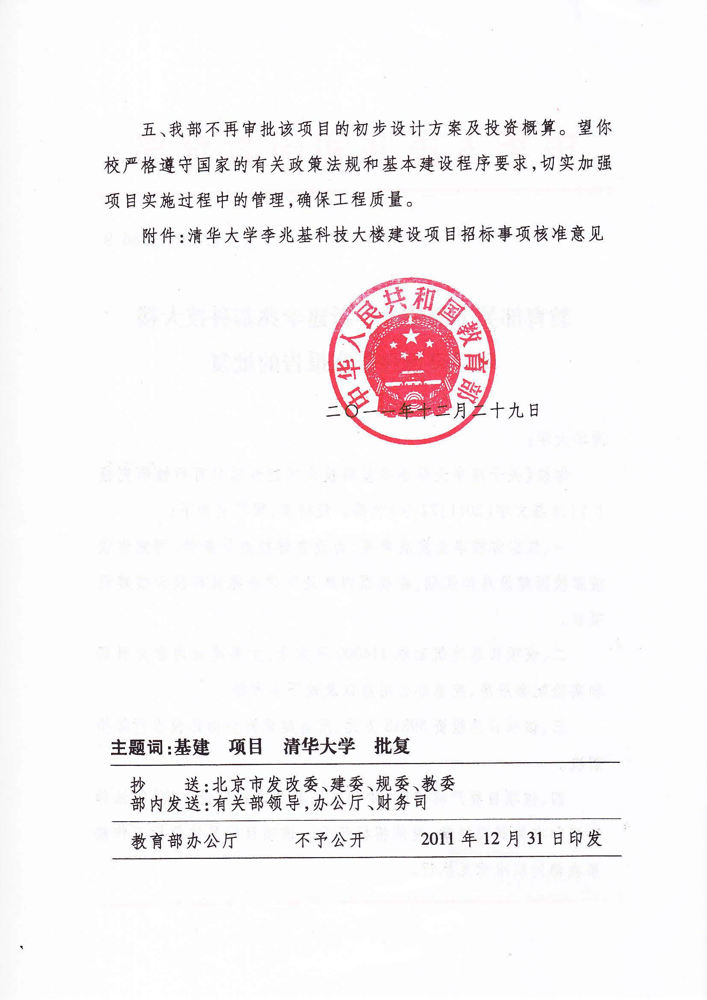 五、我部不再审批该项目的初步设计方案及投资概算。望你
校严格遵守国家的有关政策法规和基本建设程序要求,切实加强
项目实施过程中的管理,确保工程质量。
附件:清华大学李兆基科技大楼建设项目招标事项核准意见
中华人民共和国教育部
二〇一一年十二月二十九日
主题词:基建 项目 清华大学 批复
抄 送:北京市发改委、建委、规委、教委
部内发送:有关部领导,办公厅、财务司
教育部办公厅 不予公开 2011 年 12 月 31 日印发